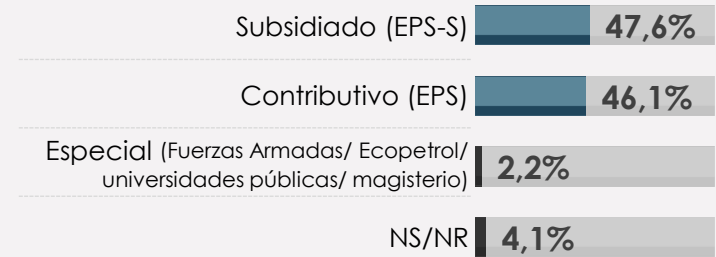 Subsidiado (EPS-S) 47,6%
Contributivo (EPS) 46,1%
Especial (Fuerzas Armadas/ Ecopetrol/
universidades públicas/ magisterio) 2,2%
NS/NR 4,1%